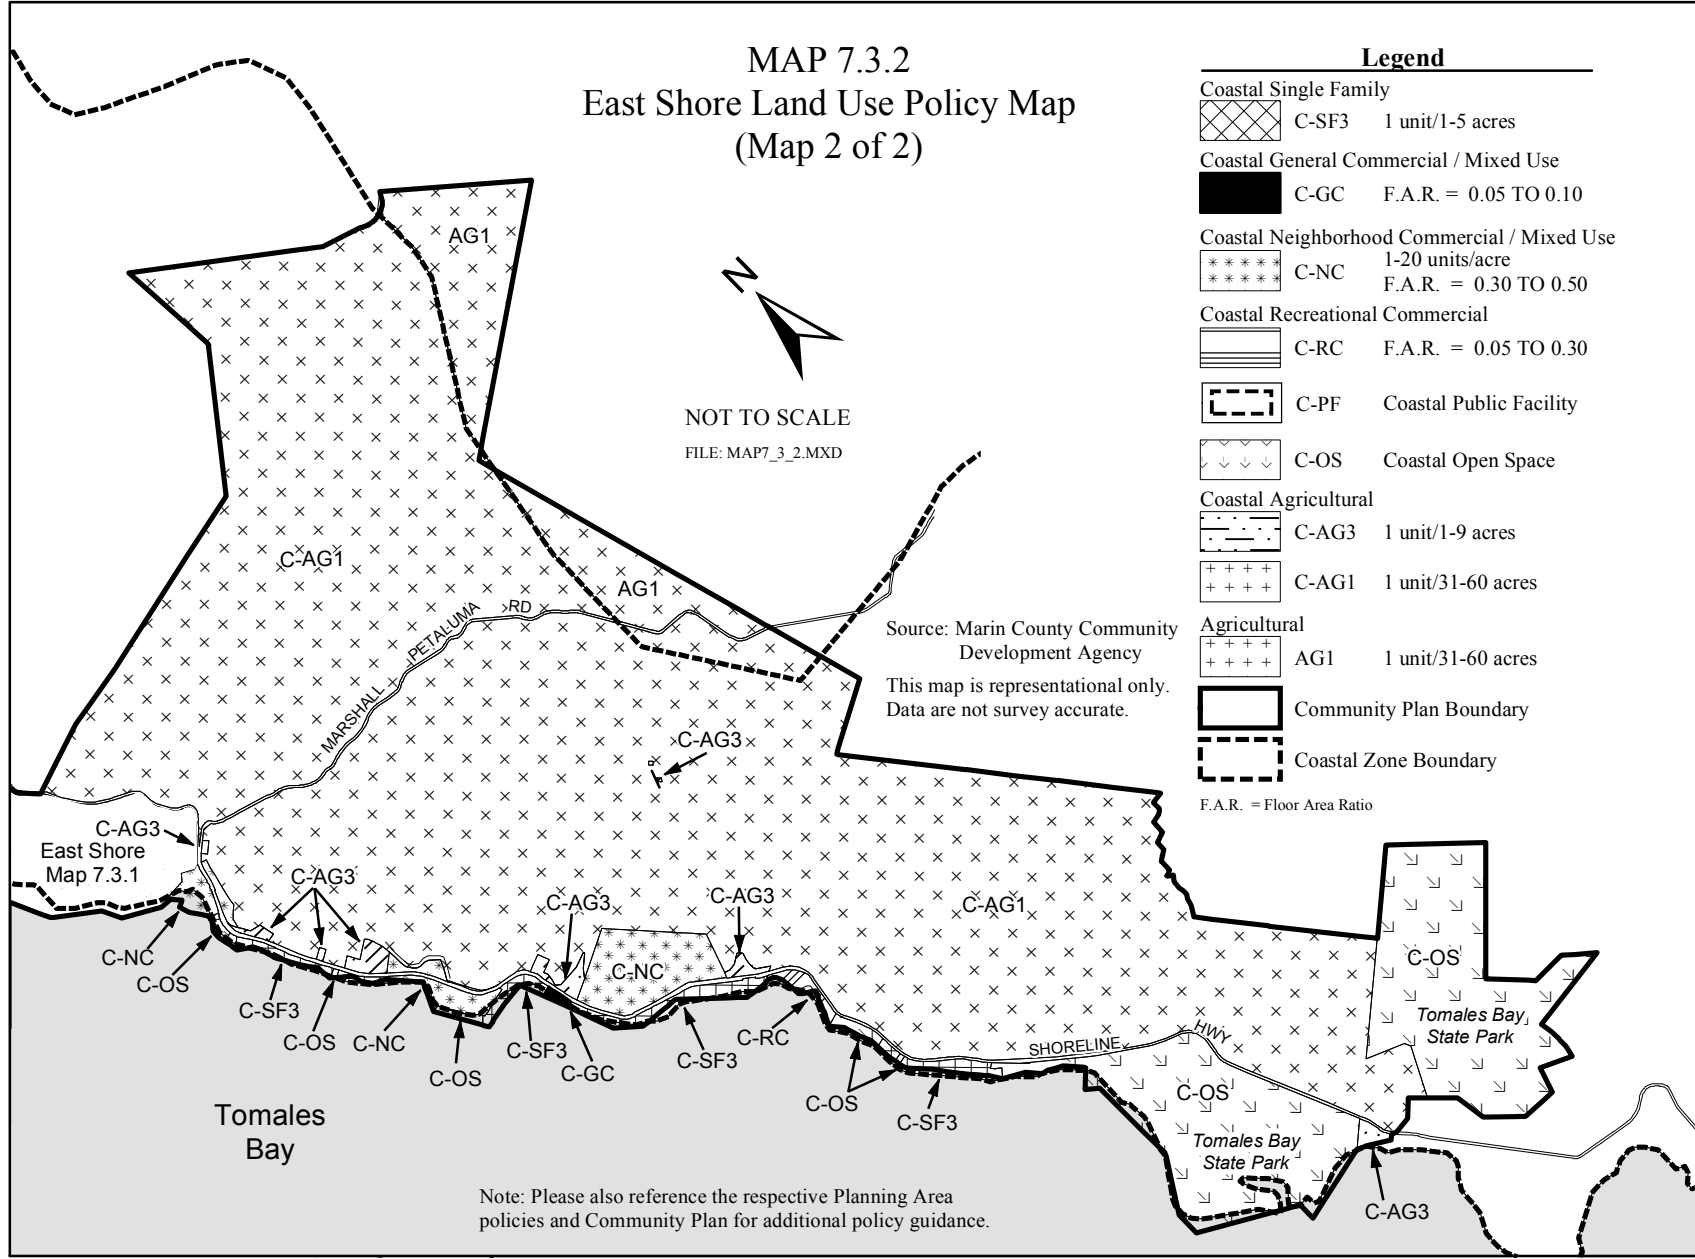 MAP 7.3.2
East Shore Land Use Policy Map
(Map 2 of 2)
N
NOT TO SCALE
FILE: MAP7_3_2.MXD
Legend
Coastal Single Family
C-SF3 1 unit/1-5 acres
Coastal General Commercial / Mixed Use
C-GC F.A.R. = 0.05 TO 0.10
Coastal Neighborhood Commercial / Mixed Use
1-20 units/acre
C-NC
F.A.R. = 0.30 TO 0.50
Coastal Recreational Commercial
C-RC F.A.R. = 0.05 TO 0.30
C-PF Coastal Public Facility
C-OS Coastal Open Space
Coastal Agricultural
C-AG3 1 unit/1-9 acres
C-AG1 1 unit/31-60 acres
Agricultural
AG1 1 unit/31-60 acres
Community Plan Boundary
Coastal Zone Boundary
F.A.R. = Floor Area Ratio
Source: Marin County Community
Development Agency
This map is representational only.
Data are not survey accurate.
AG1
C-AG1
AG1
MARSHALL PETALUMA RD
C-AG3
C-AG3
East Shore
Map 7.3.1
C-AG3
C-AG3
C-AG3
C-AG1
C-NC
C-OS
C-NC
C-OS
C-SF3
C-OS
C-NC
C-OS
C-SF3
C-GC
C-SF3
C-RC
C-OS
C-SF3
SHORELINE HWY
C-OS
Tomales Bay
State Park
Tomales Bay
State Park
C-OS
C-AG3
Tomales
Bay
Note: Please also reference the respective Planning Area
policies and Community Plan for additional policy guidance.